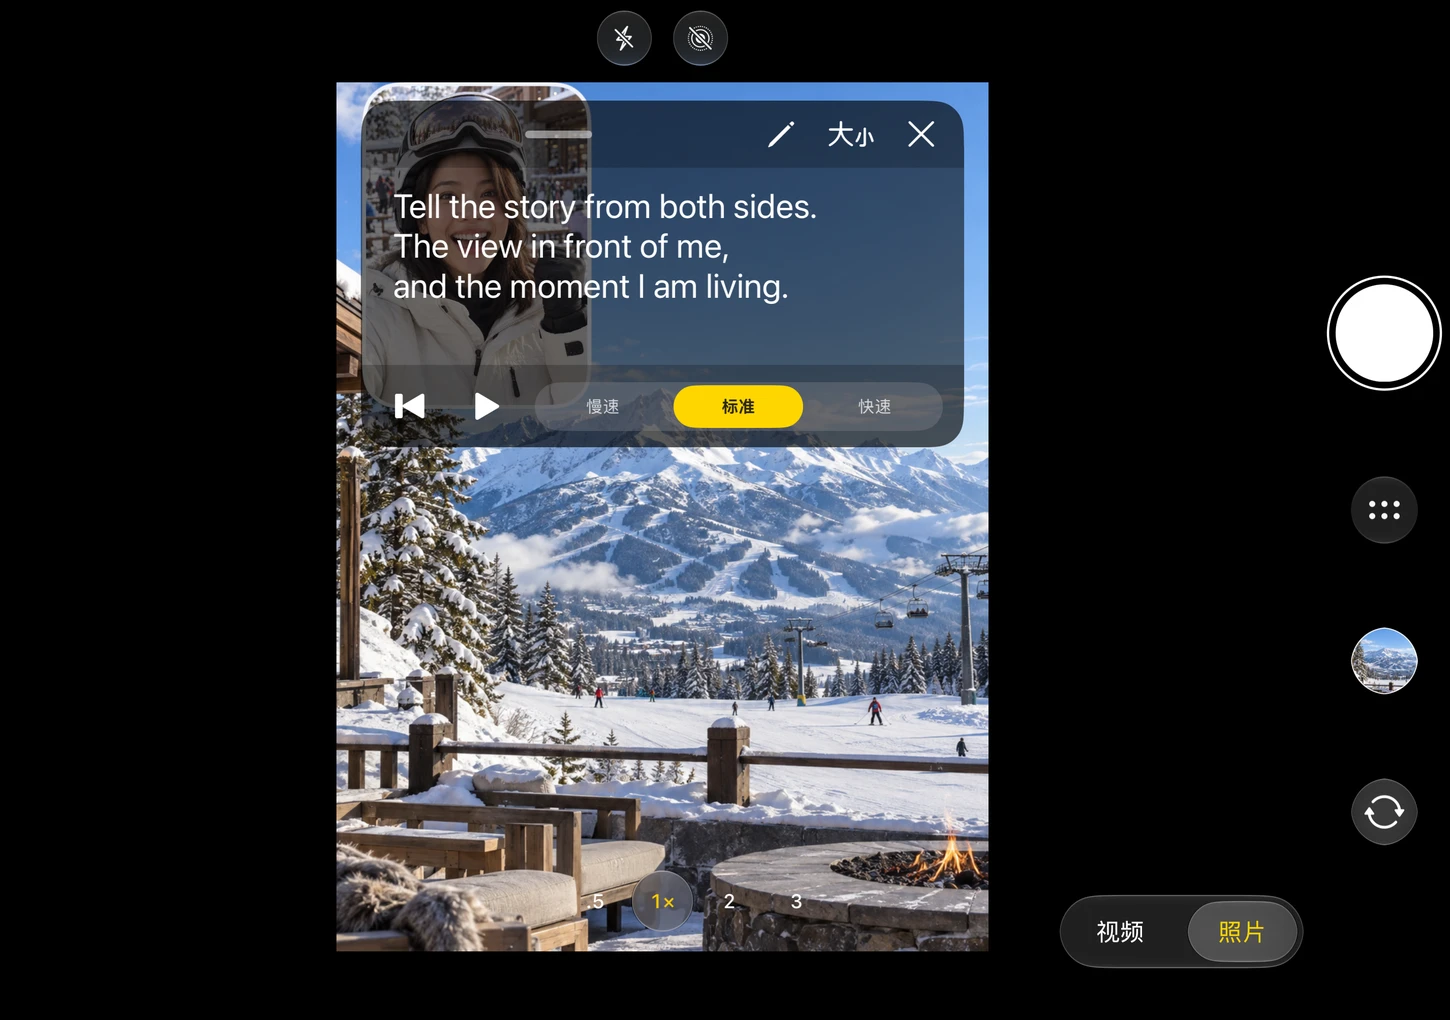 大小
Tell the story from both sides.
The view in front of me,
and the moment I am living.
慢速 标准 快速
.5 1× 2 3
视频 照片